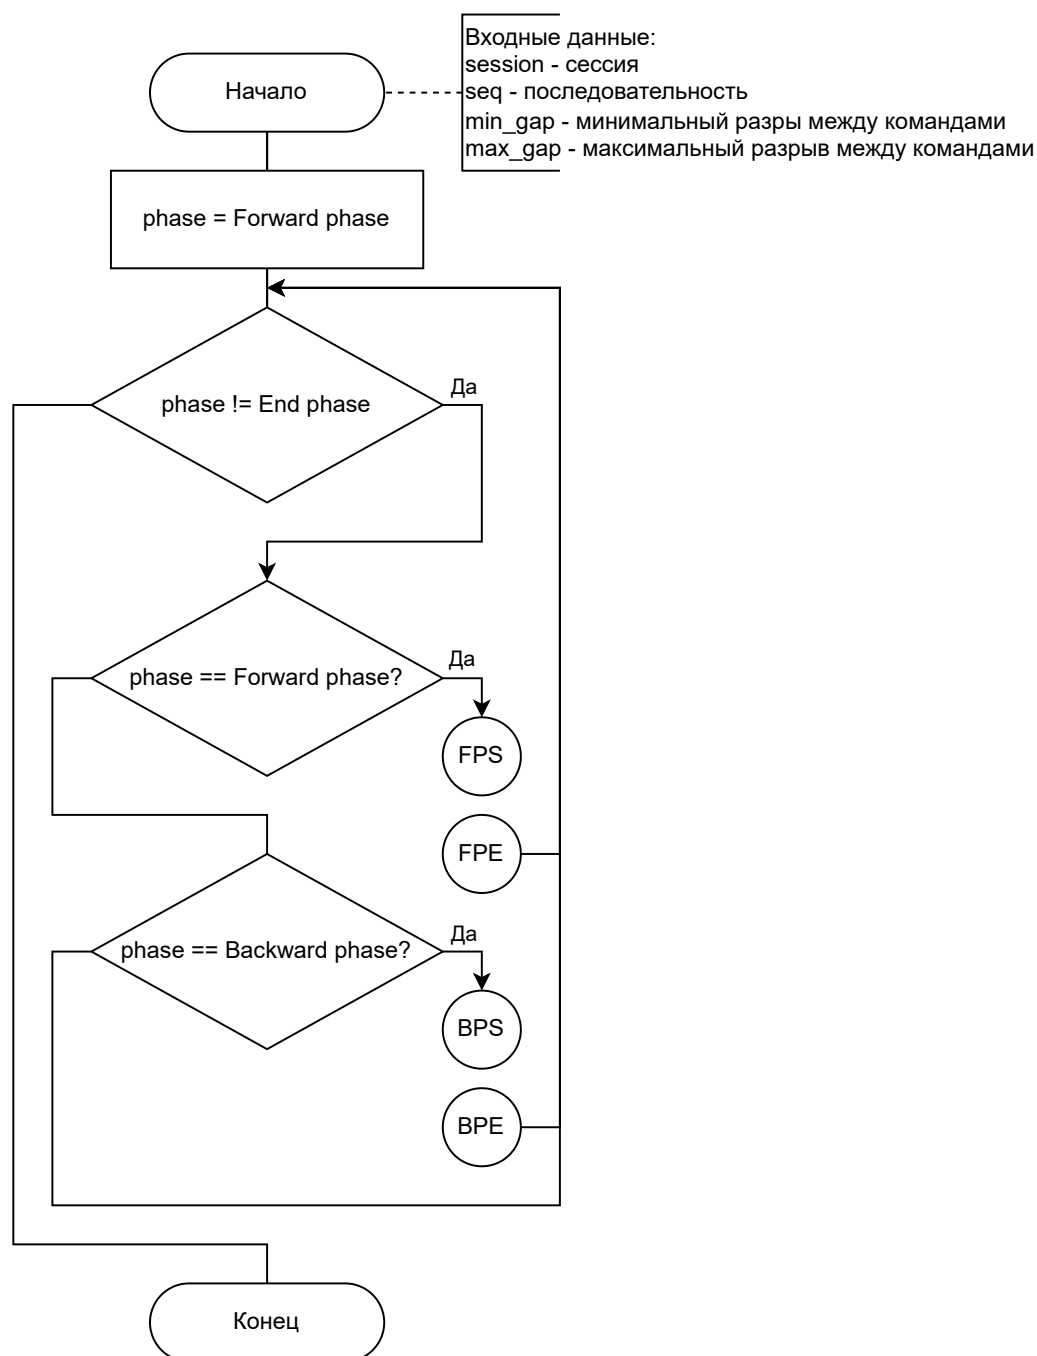 Начало
Входные данные:
session - сессия
seq - последовательность
min_gap - минимальный разры между командами
max_gap - максимальный разрыв между командами
phase = Forward phase
phase != End phase
Да
phase == Forward phase?
Да
FPS
FPE
phase == Backward phase?
Да
BPS
BPE
Конец